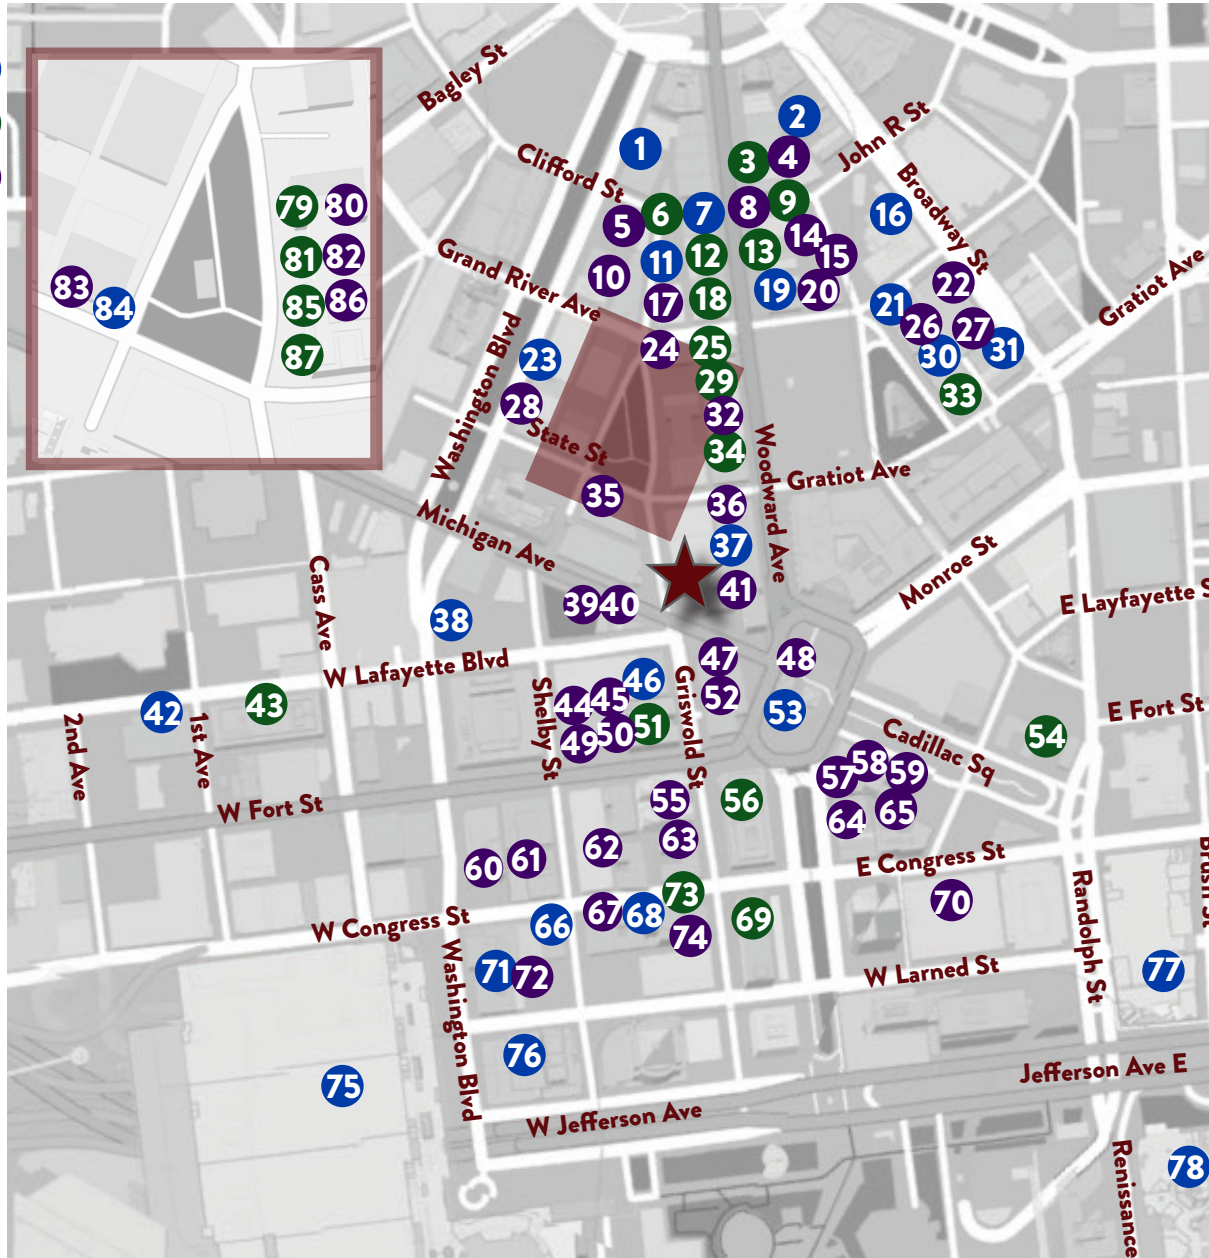 Bagley St
2
1
John R St
3
4
Clifford St
Broadway St
79
80
5
6
7
8
9
16
14
81
82
Grand River Ave
10
11
12
13
15
83
84
85
86
17
18
19
20
21
22
Gratiot Ave
87
23
24
25
26
27
30
31
Washington Blvd
28
29
32
33
State St
34
Woodward Ave
Gratiot Ave
35
36
Michigan Ave
37
Monroe St
Cass Ave
39
40
41
E Layfayette S
38
W Lafayette Blvd
47
48
42
43
44
45
46
Griswold St
52
53
2nd Ave
1st Ave
Shelby St
49
50
51
E Fort St
54
Cadillac Sq
57
58
59
W Fort St
55
56
64
65
60
61
62
63
E Congress St
W Congress St
66
67
68
73
69
70
74
Randolph St
Brush St
Washington Blvd
71
72
W Larned St
77
76
75
Jefferson Ave E
W Jefferson Ave
Renissance
78